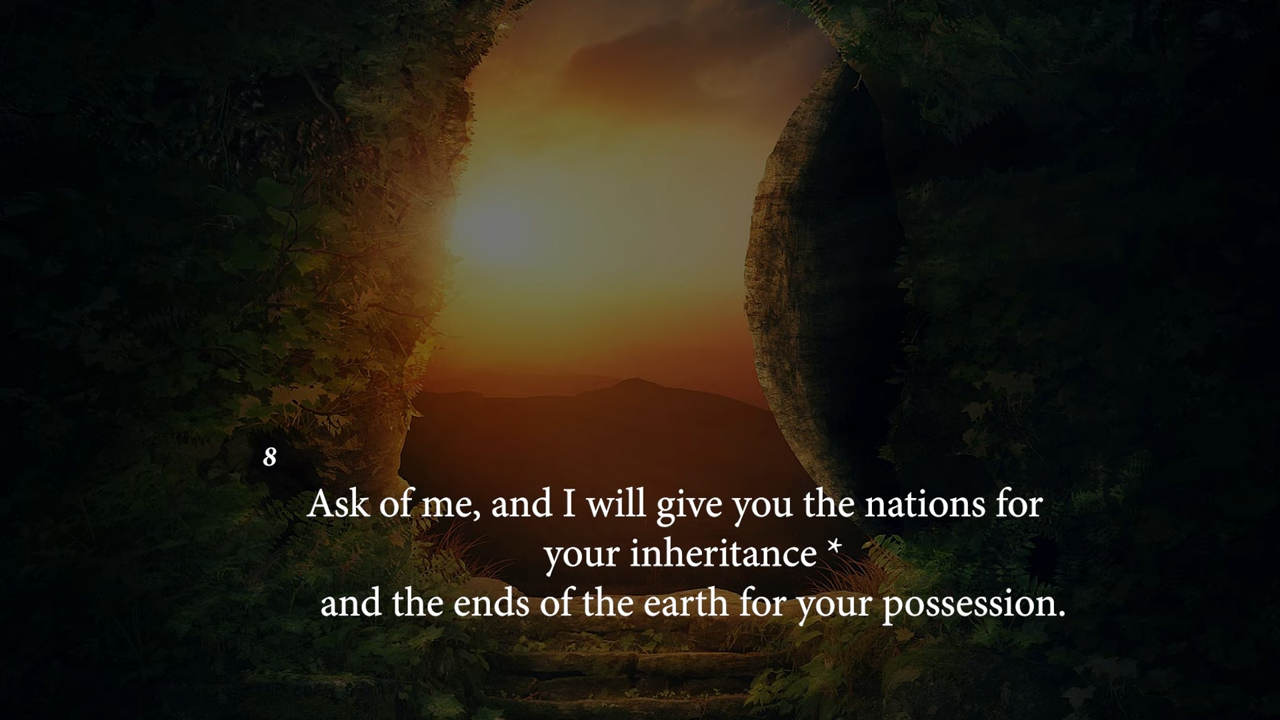 8
Ask of me, and I will give you the nations for
your inheritance *
and the ends of the earth for your possession.